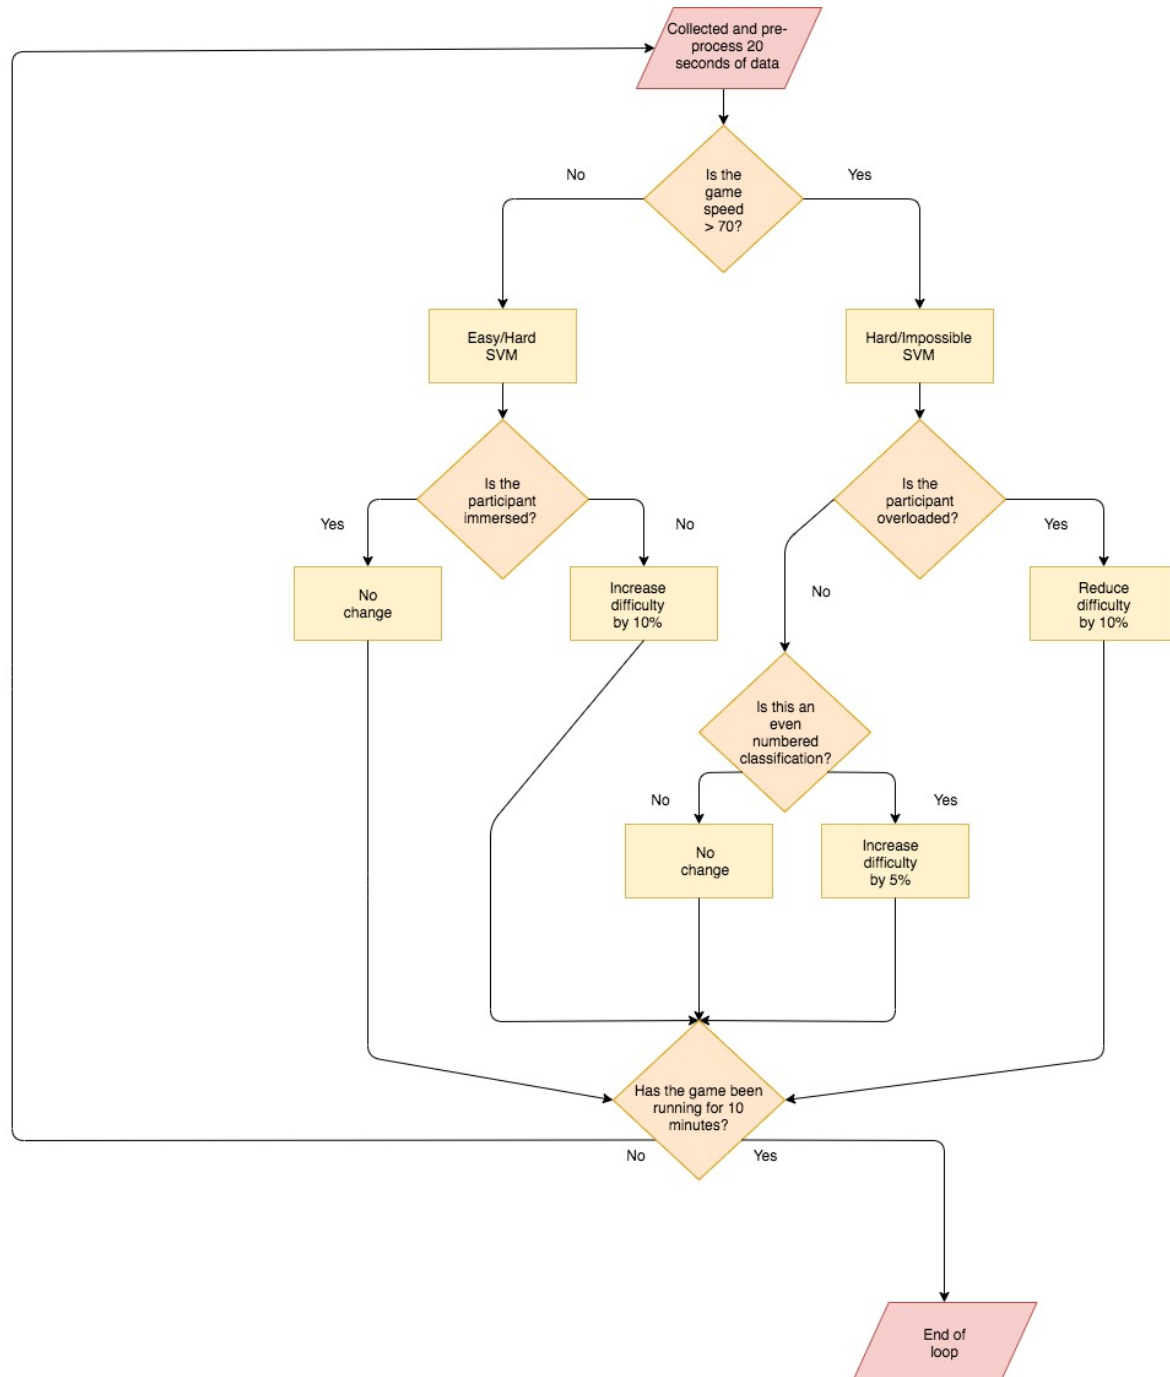 Collected and pre-
process 20
seconds of data
Is the
game
speed
> 70?
No
Yes
Easy/Hard
SVM
Hard/Impossible
SVM
Is the
participant
immersed?
Yes
No
Is the
participant
overloaded?
No
Yes
No
change
Increase
difficulty
by 10%
Reduce
difficulty
by 10%
Is this an
even
numbered
classification?
No
Yes
No
change
Increase
difficulty
by 5%
Has the game been
running for 10
minutes?
No
Yes
End of
loop